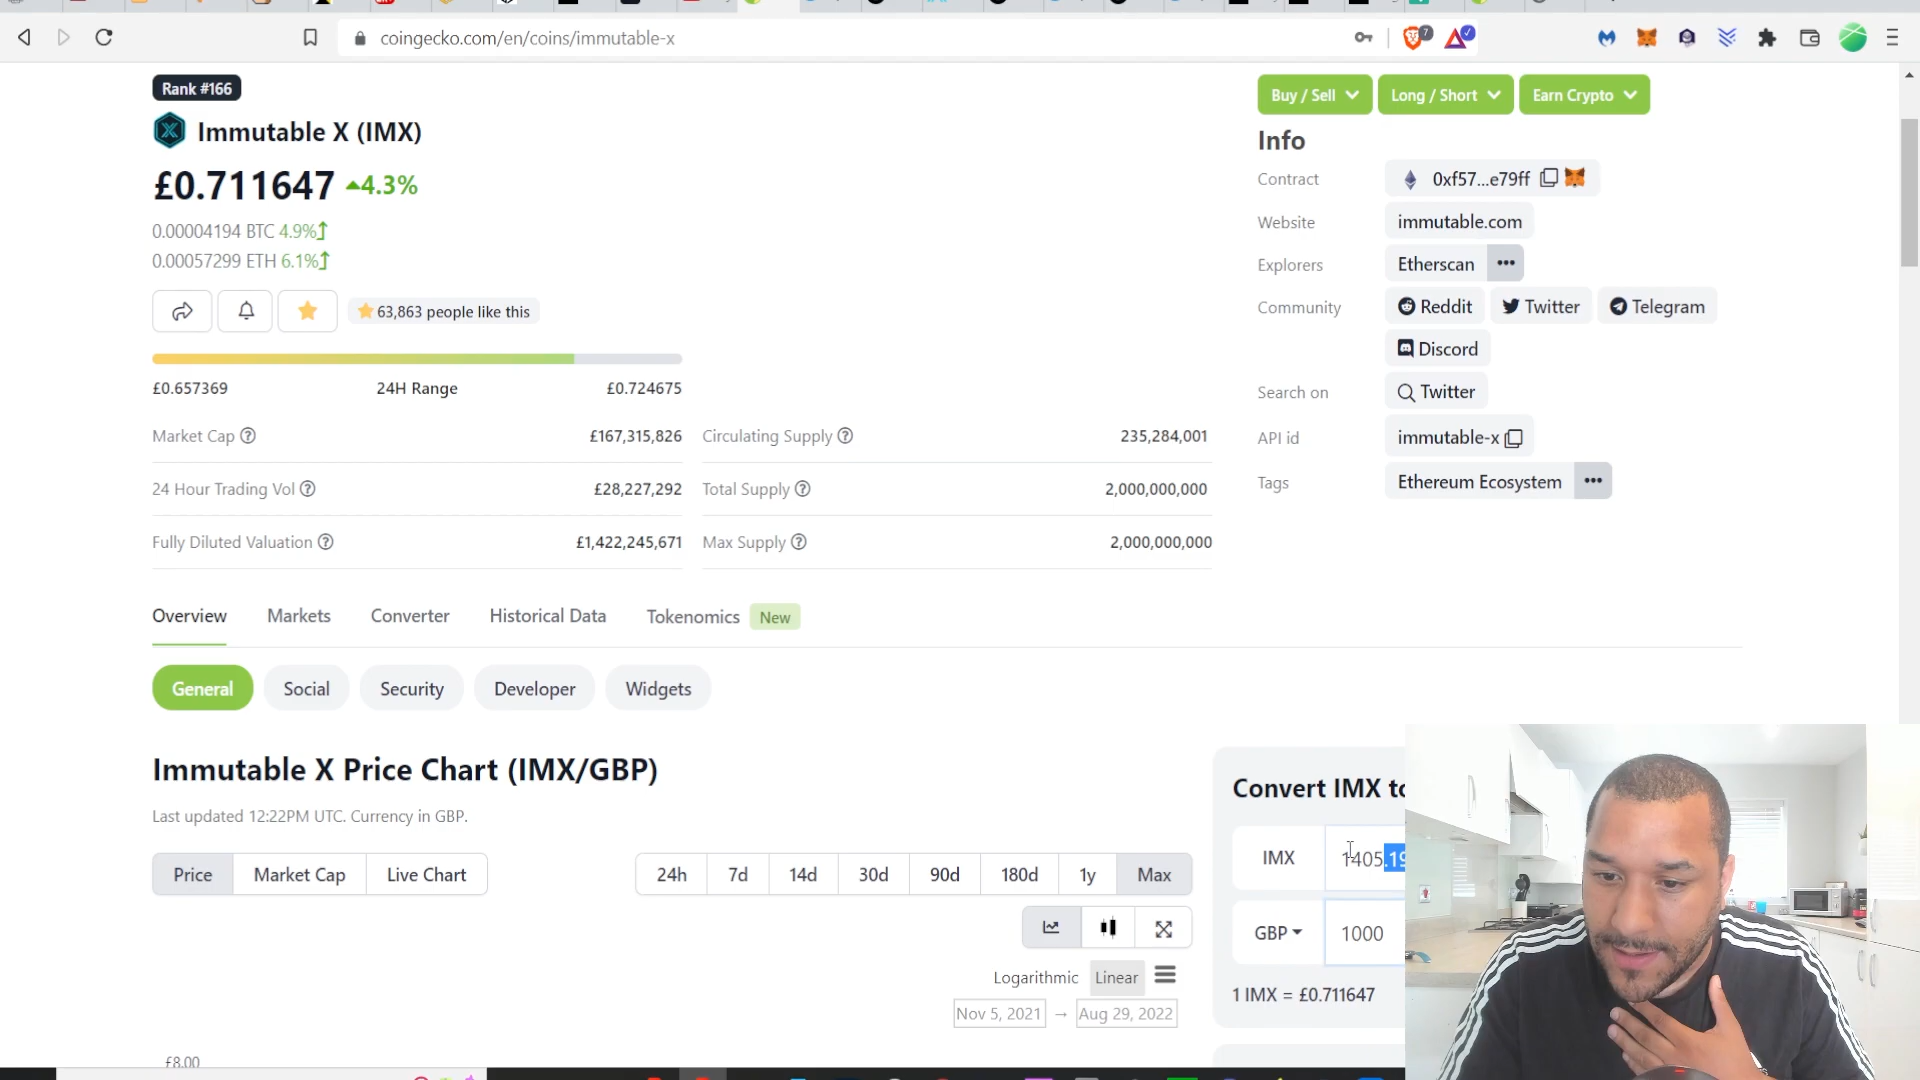 coingecko.com/en/coins/immutable-x
7
Rank #166
Immutable X (IMX)
£0.711647 4.3%
0.00004194 BTC 4.9%
0.00057299 ETH 6.1%
63,863 people like this
£0.657369 24H Range £0.724675
Market Cap £167,315,826
24 Hour Trading Vol £28,227,292
Fully Diluted Valuation £1,422,245,671
Circulating Supply 235,284,001
Total Supply 2,000,000,000
Max Supply 2,000,000,000
Buy / Sell Long / Short Earn Crypto
Info
Contract 0xf57...e79ff
Website immutable.com
Explorers Etherscan •••
Community Reddit Twitter Telegram
Discord
Search on Twitter
API id immutable-x
Tags Ethereum Ecosystem •••
Overview Markets Converter Historical Data Tokenomics New
General Social Security Developer Widgets
Immutable X Price Chart (IMX/GBP)
Last updated 12:22PM UTC. Currency in GBP.
Price Market Cap Live Chart
24h 7d 14d 30d 90d 180d 1y Max
Logarithmic Linear
Nov 5, 2021 → Aug 29, 2022
£8.00
Convert IMX to
IMX 1405.19
GBP 1000
1 IMX = £0.711647